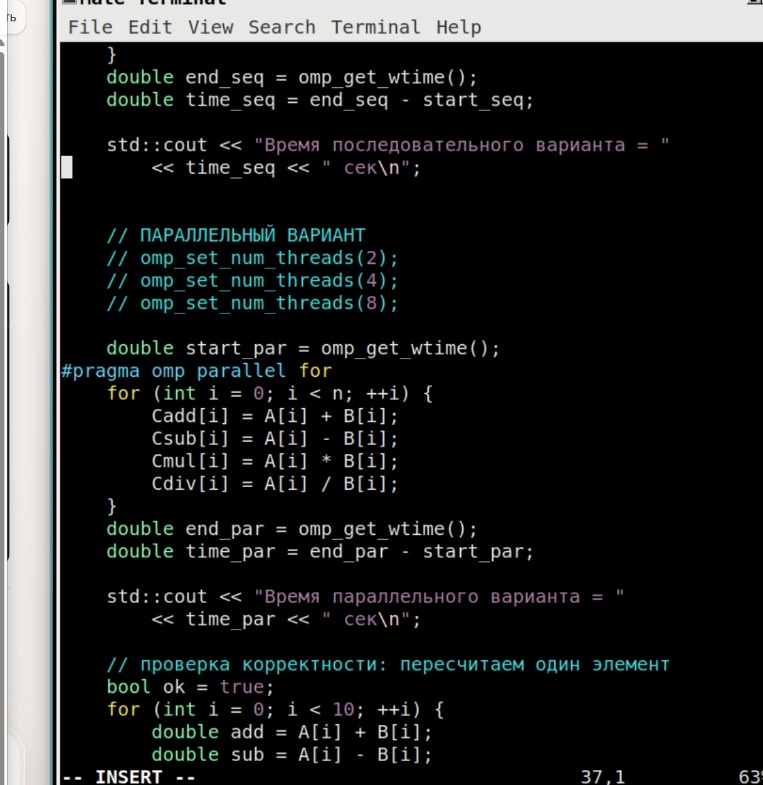 ть
Mate Terminal
File Edit View Search Terminal Help
    }
    double end_seq = omp_get_wtime();
    double time_seq = end_seq - start_seq;

    std::cout << "Время последовательного варианта = "
        << time_seq << " сек\n";


    // ПАРАЛЛЕЛЬНЫЙ ВАРИАНТ
    // omp_set_num_threads(2);
    // omp_set_num_threads(4);
    // omp_set_num_threads(8);

    double start_par = omp_get_wtime();
#pragma omp parallel for
    for (int i = 0; i < n; ++i) {
        Cadd[i] = A[i] + B[i];
        Csub[i] = A[i] - B[i];
        Cmul[i] = A[i] * B[i];
        Cdiv[i] = A[i] / B[i];
    }
    double end_par = omp_get_wtime();
    double time_par = end_par - start_par;

    std::cout << "Время параллельного варианта = "
        << time_par << " сек\n";

    // проверка корректности: пересчитаем один элемент
    bool ok = true;
    for (int i = 0; i < 10; ++i) {
        double add = A[i] + B[i];
        double sub = A[i] - B[i];
-- INSERT -- 37,1 63%